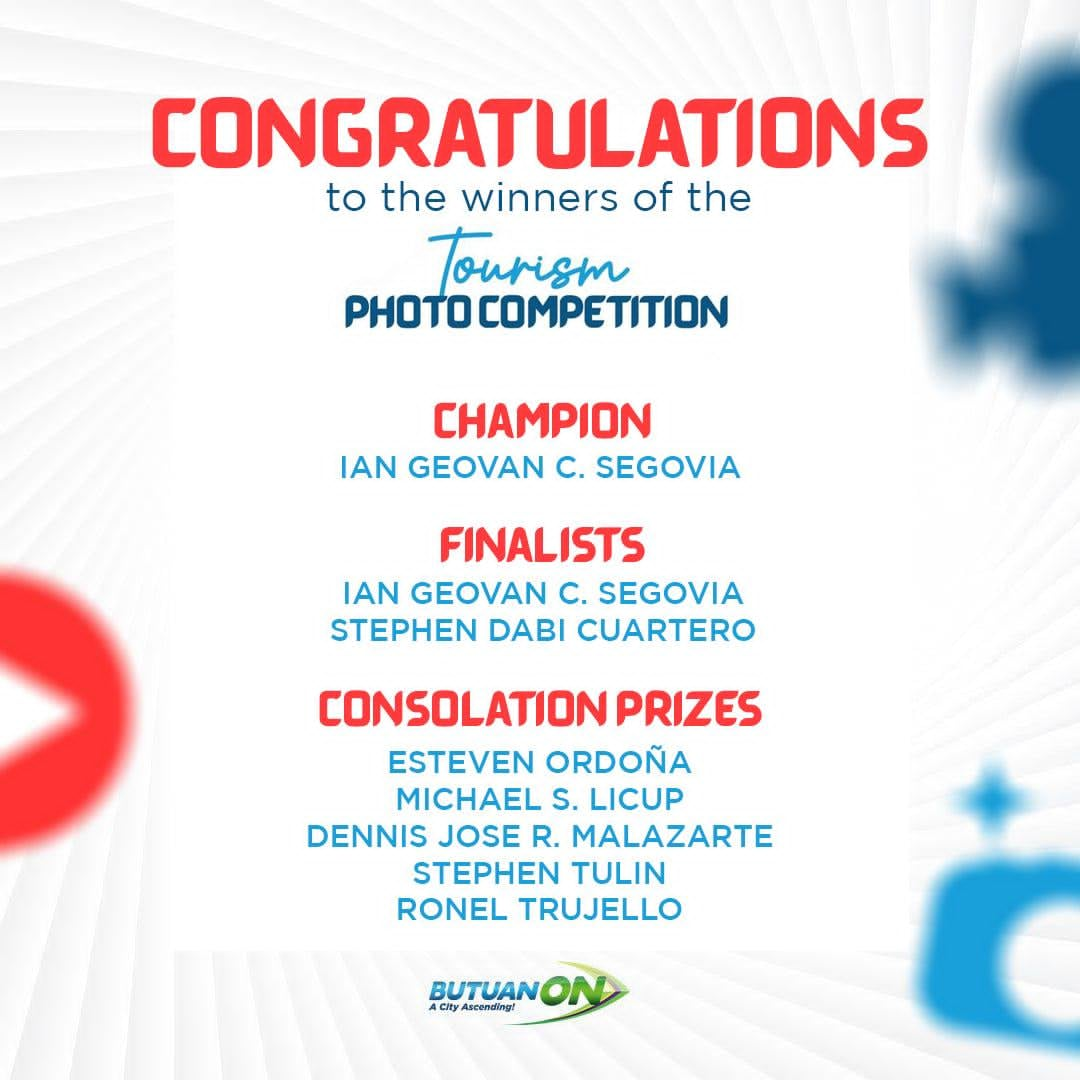 CONGRATULATIONS
to the winners of the
Tourism
PHOTO COMPETITION
CHAMPION
IAN GEOVAN C. SEGOVIA
FINALISTS
IAN GEOVAN C. SEGOVIA
STEPHEN DABI CUARTERO
CONSOLATION PRIZES
ESTEVEN ORDOÑA
MICHAEL S. LICUP
DENNIS JOSE R. MALAZARTE
STEPHEN TULIN
RONEL TRUJELLO
BUTUANON
A City Ascending!